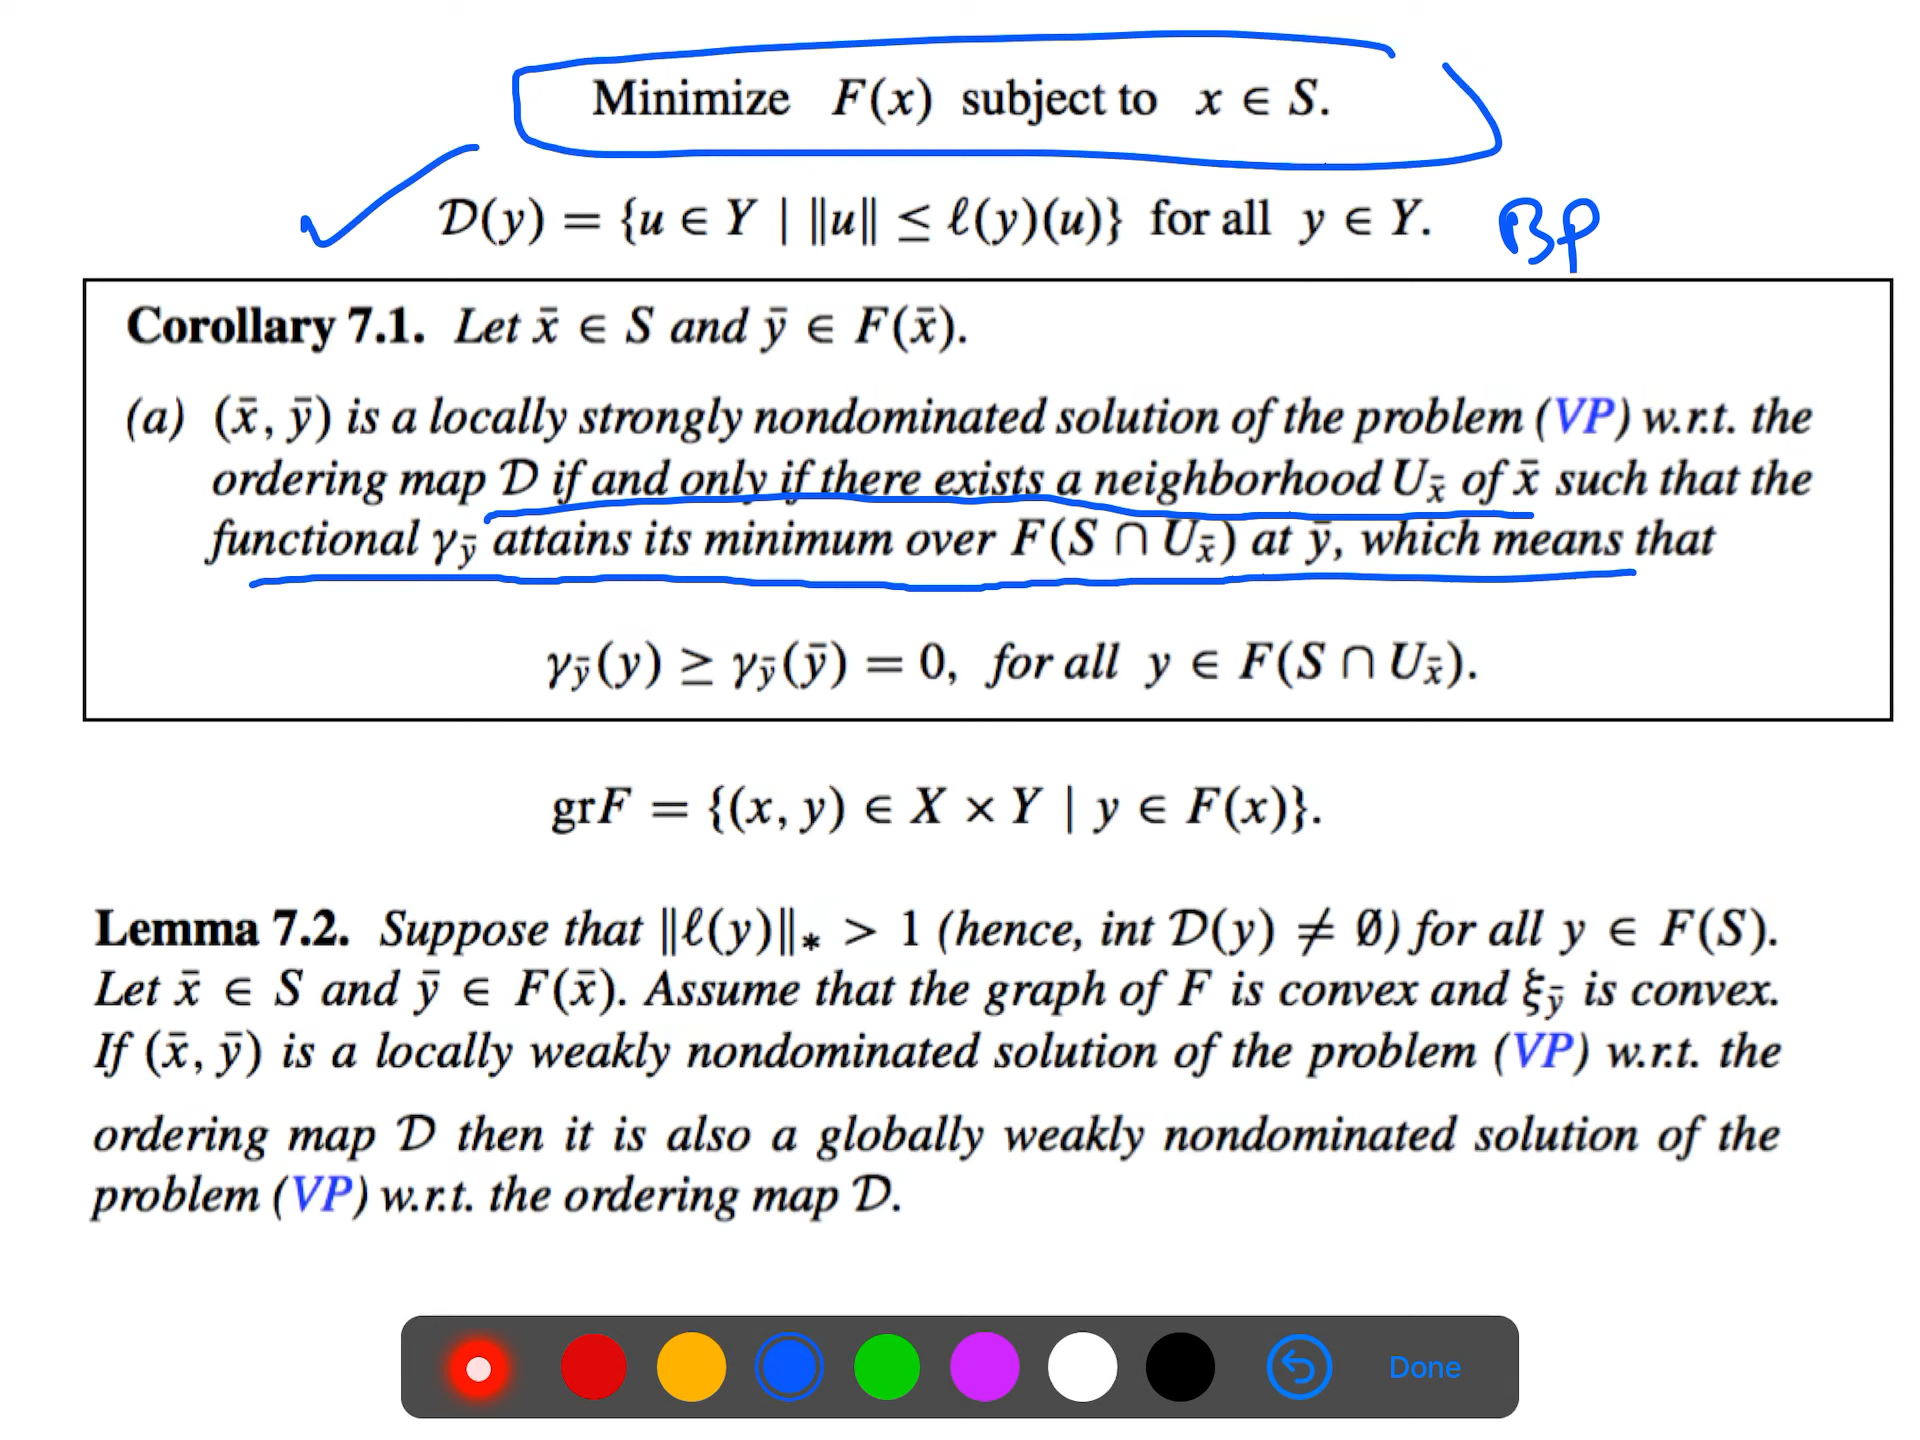 Minimize F(x) subject to x ∈ S.
𝒟(y) = {u ∈ Y | ‖u‖ ≤ ℓ(y)(u)} for all y ∈ Y.
BP
Corollary 7.1. Let x̄ ∈ S and ȳ ∈ F(x̄).
(a) (x̄, ȳ) is a locally strongly nondominated solution of the problem (VP) w.r.t. the
ordering map 𝒟 if and only if there exists a neighborhood U_x̄ of x̄ such that the
functional γ_ȳ attains its minimum over F(S ∩ U_x̄) at ȳ, which means that
γ_ȳ(y) ≥ γ_ȳ(ȳ) = 0, for all y ∈ F(S ∩ U_x̄).
grF = {(x, y) ∈ X × Y | y ∈ F(x)}.
Lemma 7.2. Suppose that ‖ℓ(y)‖_* > 1 (hence, int 𝒟(y) ≠ ∅) for all y ∈ F(S).
Let x̄ ∈ S and ȳ ∈ F(x̄). Assume that the graph of F is convex and ξ_ȳ is convex.
If (x̄, ȳ) is a locally weakly nondominated solution of the problem (VP) w.r.t. the
ordering map 𝒟 then it is also a globally weakly nondominated solution of the
problem (VP) w.r.t. the ordering map 𝒟.
Done